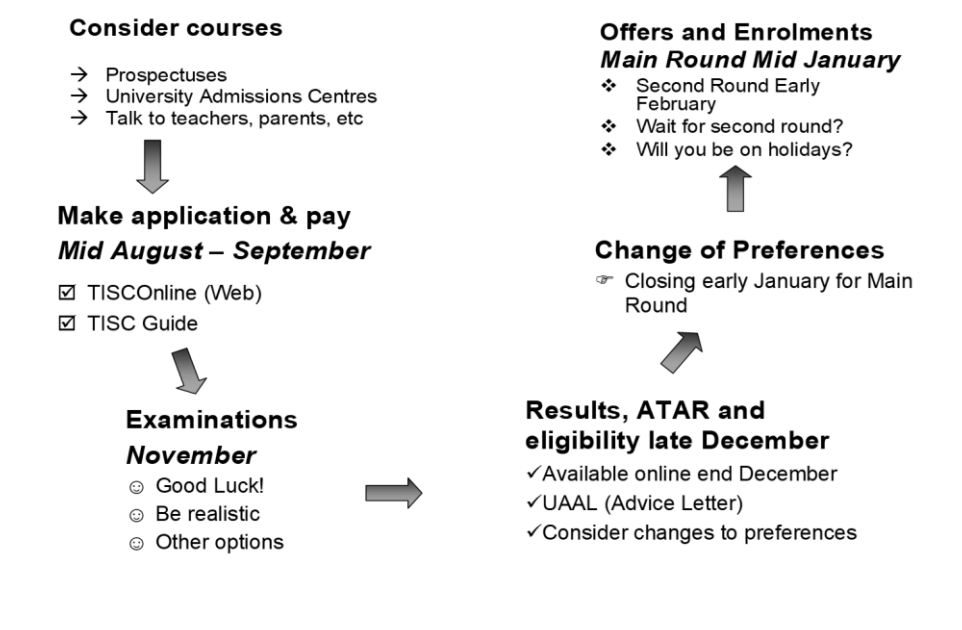 Consider courses
→ Prospectuses
→ University Admissions Centres
→ Talk to teachers, parents, etc
Make application & pay
Mid August – September
☑ TISCOnline (Web)
☑ TISC Guide
Examinations
November
☺ Good Luck!
☺ Be realistic
☺ Other options
Results, ATAR and
eligibility late December
✓Available online end December
✓UAAL (Advice Letter)
✓Consider changes to preferences
Change of Preferences
☞ Closing early January for Main
Round
Offers and Enrolments
Main Round Mid January
❖ Second Round Early
February
❖ Wait for second round?
❖ Will you be on holidays?